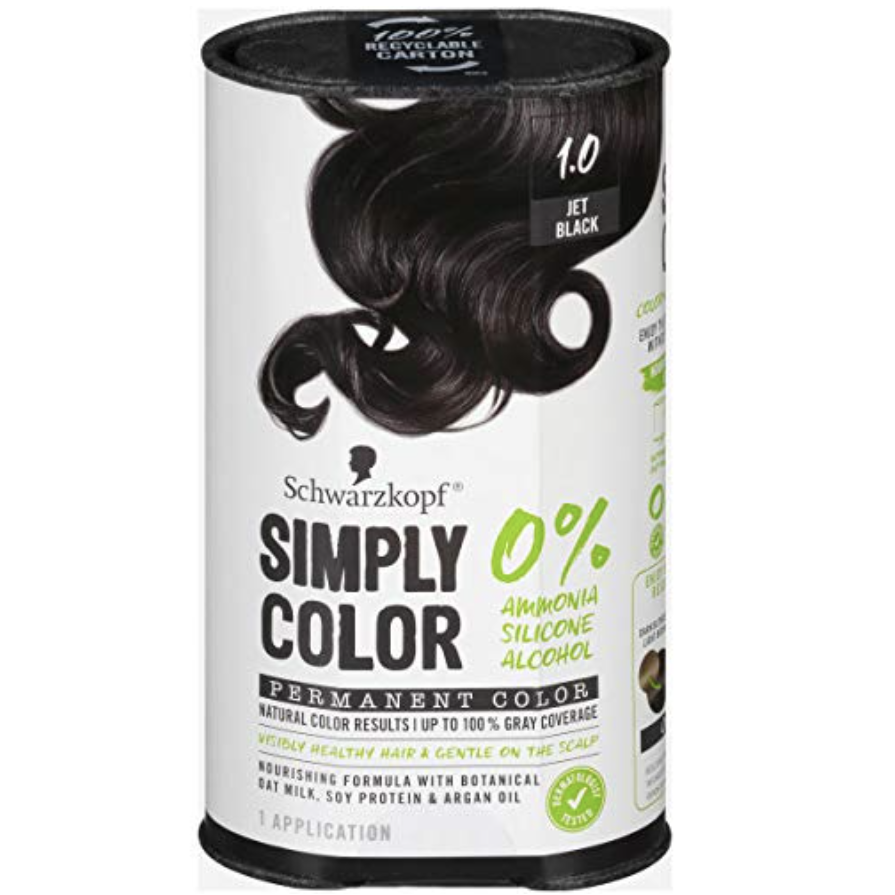 100%
RECYCLABLE
CARTON
1.0
JET
BLACK
Schwarzkopf®
SIMPLY
COLOR
0%
AMMONIA
SILICONE
ALCOHOL
PERMANENT COLOR
NATURAL COLOR RESULTS | UP TO 100% GRAY COVERAGE
VISIBLY HEALTHY HAIR & GENTLE ON THE SCALP
NOURISHING FORMULA WITH BOTANICAL
OAT MILK, SOY PROTEIN & ARGAN OIL
DERMATOLOGIST
TESTED
1 APPLICATION